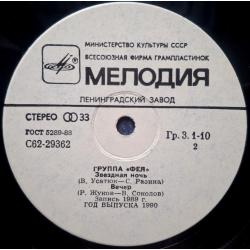 МИНИСТЕРСТВО КУЛЬТУРЫ СССР
ВСЕСОЮЗНАЯ ФИРМА ГРАМПЛАСТИНОК
МЕЛОДИЯ
ЛЕНИНГРАДСКИЙ ЗАВОД
СТЕРЕО 33
ГОСТ 5289-88
Гр. 3. 1-10
С62-29362
2
ГРУППА «ФЕЯ»
Звездная ночь
(В. Усатюк—С. Разина)
Вечер
(Р. Жуков—В. Соколов)
Запись 1989 г.
ГОД ВЫПУСКА 1990